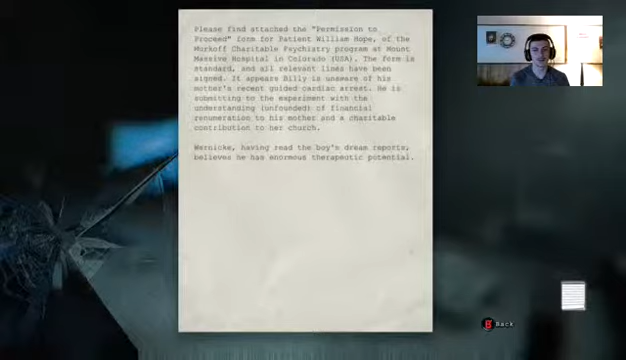 Please find attached the "Permission to
Proceed" form for Patient William Hope, of the
Murkoff Charitable Psychiatry program at Mount
Massive Hospital in Colorado (USA). The form is
standard, and all relevant lines have been
signed. It appears Billy is unaware of his
mother's recent guided cardiac arrest. He is
submitting to the experiment with the
understanding (unfounded) of financial
renumeration to his mother and a charitable
contribution to her church.
Wernicke, having read the boy's dream reports,
believes he has enormous therapeutic potential.
B Back